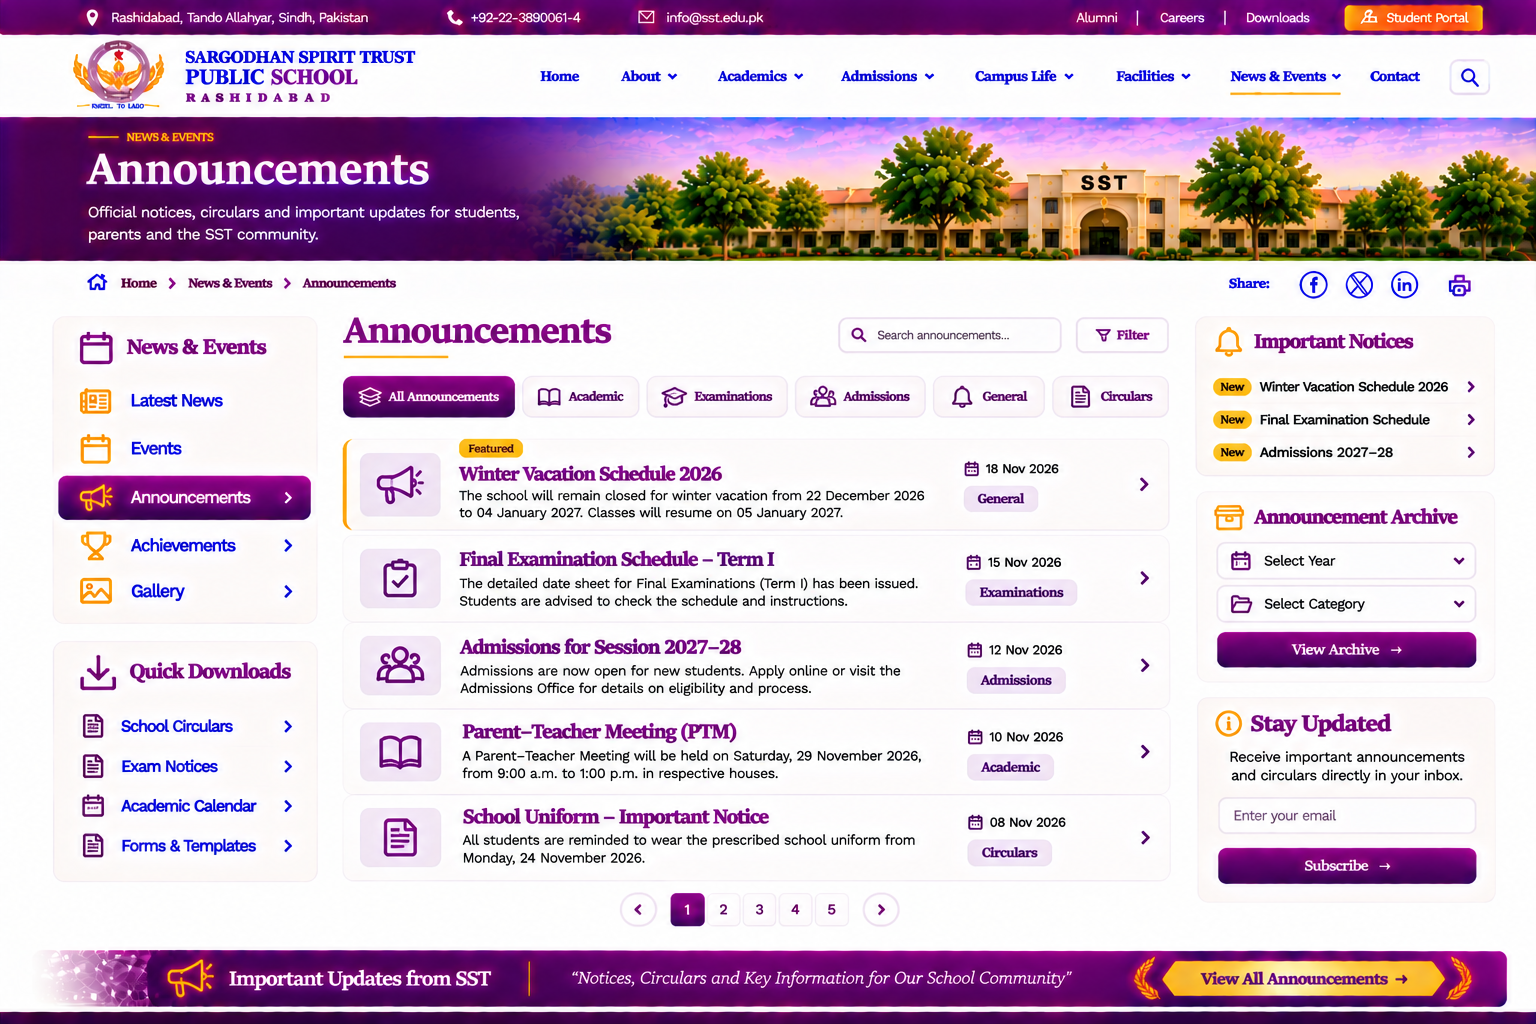 Rashidabad, Tando Allahyar, Sindh, Pakistan
+92-22-3890061-4
info@sst.edu.pk
Alumni
Careers
Downloads
Student Portal
SARGODHAN SPIRIT TRUST
PUBLIC SCHOOL
RASHIDABAD
Home
About
Academics
Admissions
Campus Life
Facilities
News & Events
Contact
NEWS & EVENTS
Announcements
Official notices, circulars and important updates for students,
parents and the SST community.
SST
Home
News & Events
Announcements
Share:
News & Events
Latest News
Events
Announcements
Achievements
Gallery
Quick Downloads
School Circulars
Exam Notices
Academic Calendar
Forms & Templates
Announcements
Search announcements...
Filter
All Announcements
Academic
Examinations
Admissions
General
Circulars
Featured
Winter Vacation Schedule 2026
The school will remain closed for winter vacation from 22 December 2026
to 04 January 2027. Classes will resume on 05 January 2027.
18 Nov 2026
General
Final Examination Schedule – Term I
The detailed date sheet for Final Examinations (Term I) has been issued.
Students are advised to check the schedule and instructions.
15 Nov 2026
Examinations
Admissions for Session 2027–28
Admissions are now open for new students. Apply online or visit the
Admissions Office for details on eligibility and process.
12 Nov 2026
Admissions
Parent–Teacher Meeting (PTM)
A Parent–Teacher Meeting will be held on Saturday, 29 November 2026,
from 9:00 a.m. to 1:00 p.m. in respective houses.
10 Nov 2026
Academic
School Uniform – Important Notice
All students are reminded to wear the prescribed school uniform from
Monday, 24 November 2026.
08 Nov 2026
Circulars
1
2
3
4
5
Important Notices
New Winter Vacation Schedule 2026
New Final Examination Schedule
New Admissions 2027–28
Announcement Archive
Select Year
Select Category
View Archive →
Stay Updated
Receive important announcements
and circulars directly in your inbox.
Enter your email
Subscribe →
Important Updates from SST
“Notices, Circulars and Key Information for Our School Community”
View All Announcements →